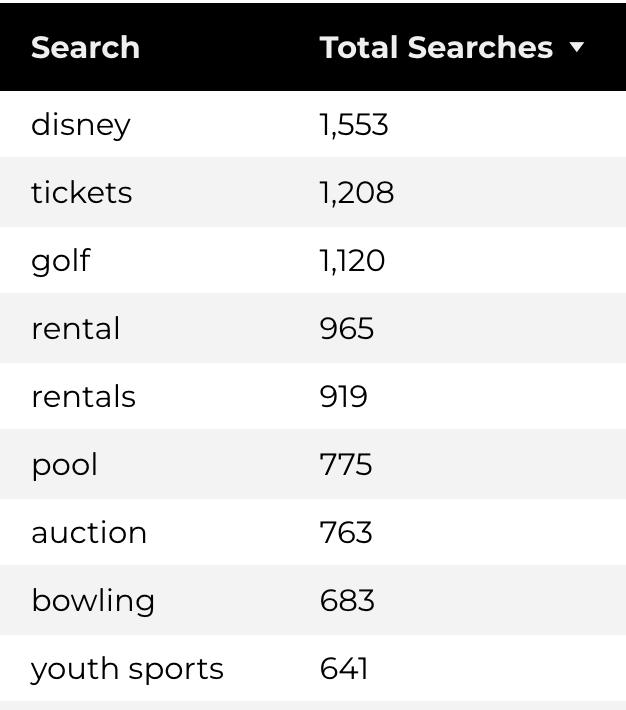 Search Total Searches
disney 1,553
tickets 1,208
golf 1,120
rental 965
rentals 919
pool 775
auction 763
bowling 683
youth sports 641